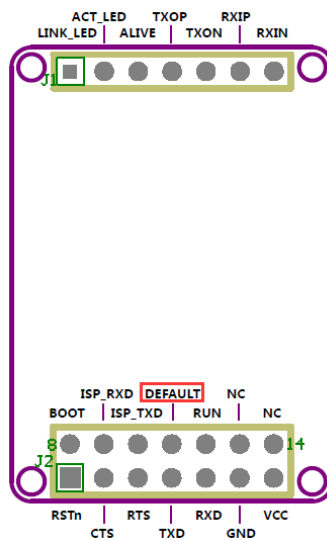 ACT_LED TXOP RXIP
LINK_LED ALIVE TXON RXIN
J1
ISP_RXD DEFAULT NC
BOOT ISP_TXD RUN NC
8 14
J2
RSTn RTS RXD VCC
CTS TXD GND